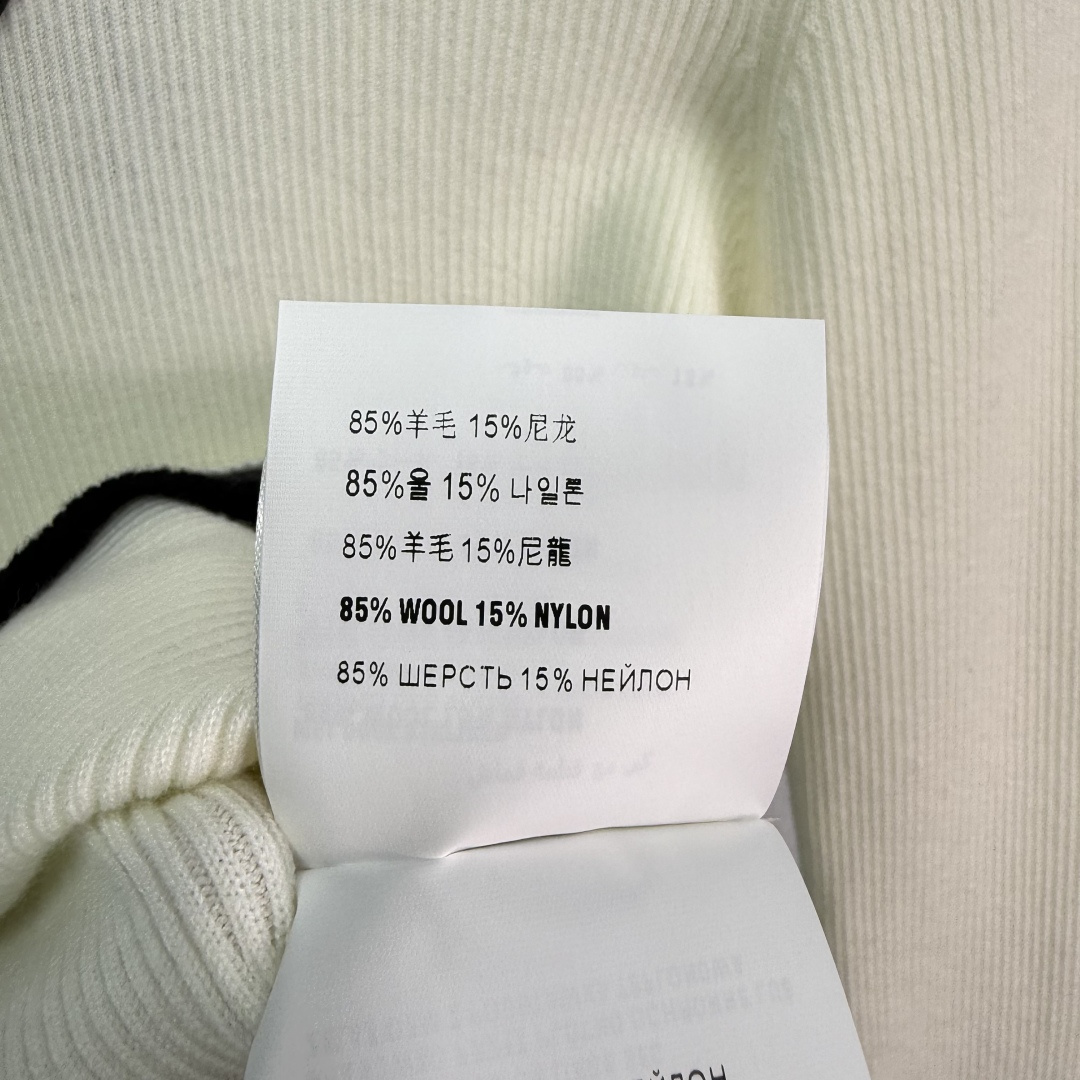 85%羊毛 15%尼龙
85%울 15% 나일론
85%羊毛 15%尼龍
85% WOOL 15% NYLON
85% ШЕРСТЬ 15% НЕЙЛОН